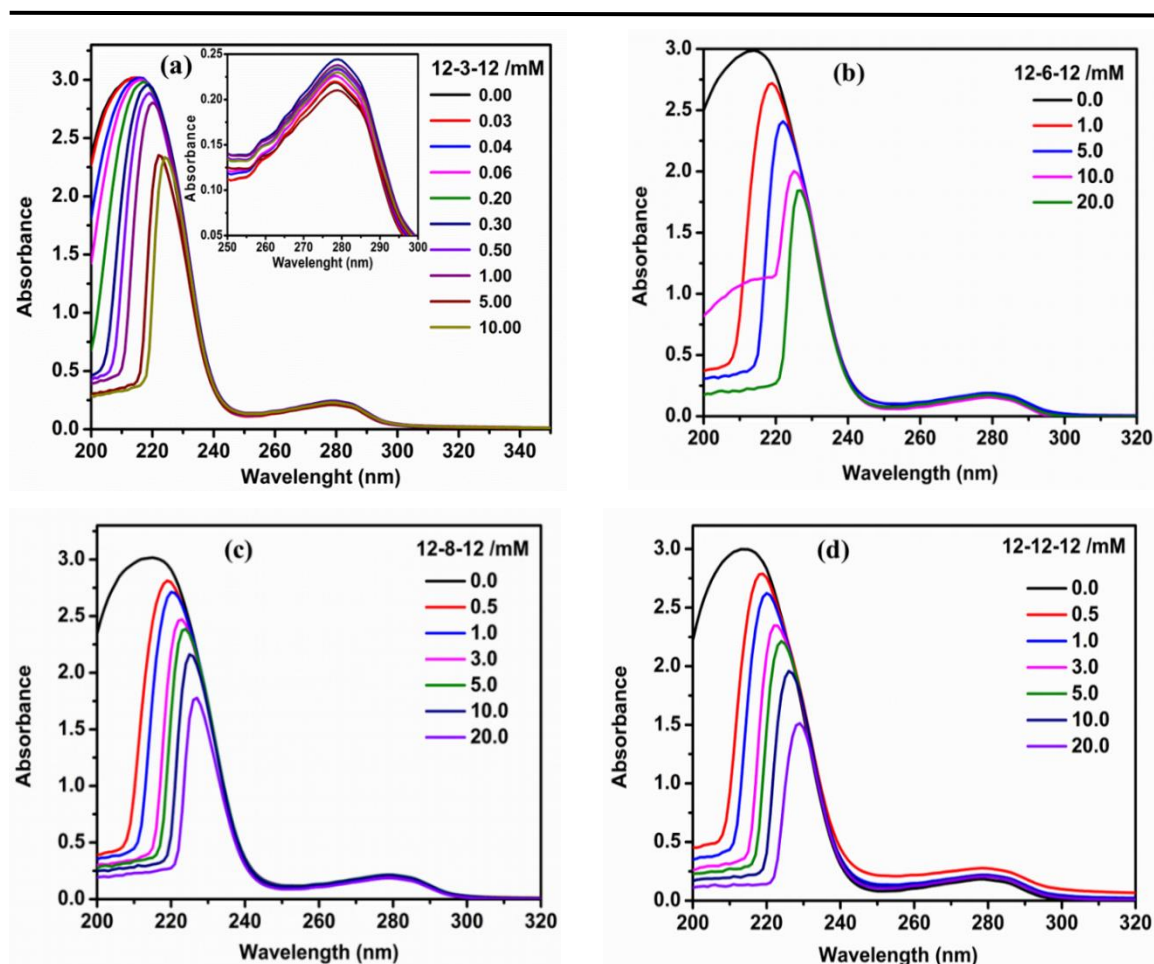 (a)
12-3-12 /mM
0.00
0.03
0.04
0.06
0.20
0.30
0.50
1.00
5.00
10.00
Absorbance
3.0
2.5
2.0
1.5
1.0
0.5
0.0
200 220 240 260 280 300 320 340
Wavelenght (nm)
Absorbance
0.25
0.20
0.15
0.10
0.05
250 260 270 280 290 300
Wavelenght (nm)
(b)
12-6-12 /mM
0.0
1.0
5.0
10.0
20.0
Absorbance
3.0
2.5
2.0
1.5
1.0
0.5
0.0
200 220 240 260 280 300 320
Wavelength (nm)
(c)
12-8-12 /mM
0.0
0.5
1.0
3.0
5.0
10.0
20.0
Absorbance
3.0
2.5
2.0
1.5
1.0
0.5
0.0
200 220 240 260 280 300 320
Wavelength (nm)
(d)
12-12-12 /mM
0.0
0.5
1.0
3.0
5.0
10.0
20.0
Absorbance
3.0
2.5
2.0
1.5
1.0
0.5
0.0
200 220 240 260 280 300 320
Wavelength (nm)